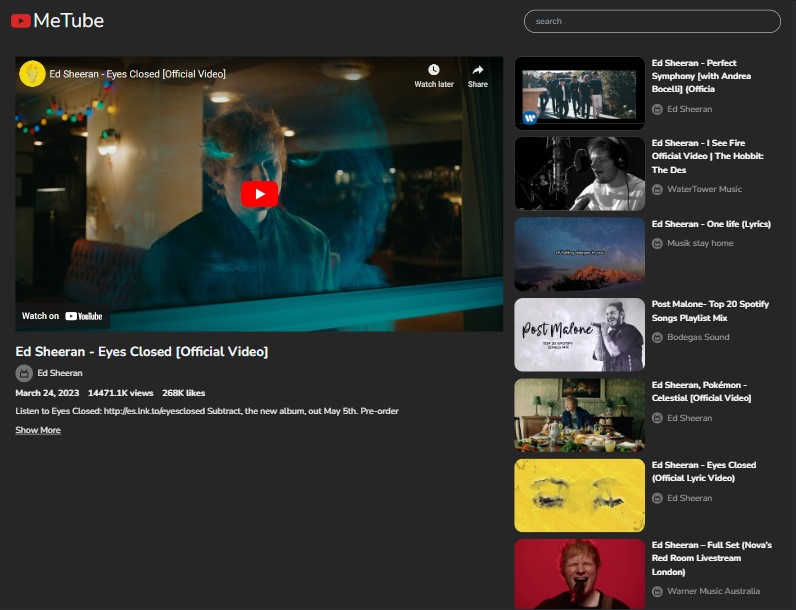 MeTube
search
Ed Sheeran - Eyes Closed [Official Video]
Watch later
Share
Watch on YouTube
Ed Sheeran - Eyes Closed [Official Video]
Ed Sheeran
March 24, 2023 14471.1K views 268K likes
Listen to Eyes Closed: http://es.lnk.to/eyesclosed Subtract, the new album, out May 5th. Pre-order
Show More
Ed Sheeran - Perfect
Symphony [with Andrea
Bocelli] (Officia
Ed Sheeran
Ed Sheeran - I See Fire
Official Video | The Hobbit:
The Des
WaterTower Music
Ed Sheeran - One life (Lyrics)
Musik stay home
Post Malone
TOP 20 SPOTIFY
SONGS MIX
Post Malone- Top 20 Spotify
Songs Playlist Mix
Bodegas Sound
Ed Sheeran, Pokémon -
Celestial [Official Video]
Ed Sheeran
Ed Sheeran - Eyes Closed
(Official Lyric Video)
Ed Sheeran
Ed Sheeran – Full Set (Nova's
Red Room Livestream
London)
Warner Music Australia